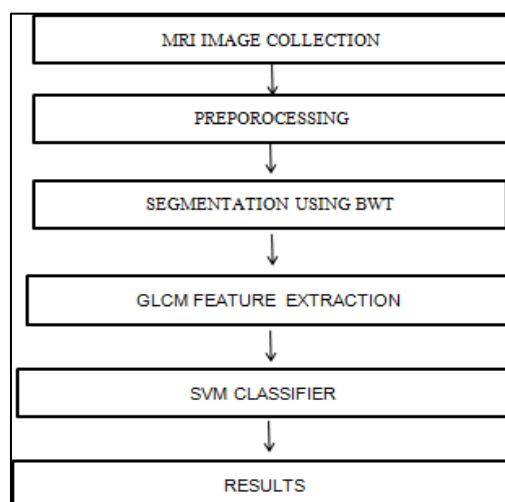 MRI IMAGE COLLECTION
PREPOROCESSING
SEGMENTATION USING BWT
GLCM FEATURE EXTRACTION
SVM CLASSIFIER
RESULTS